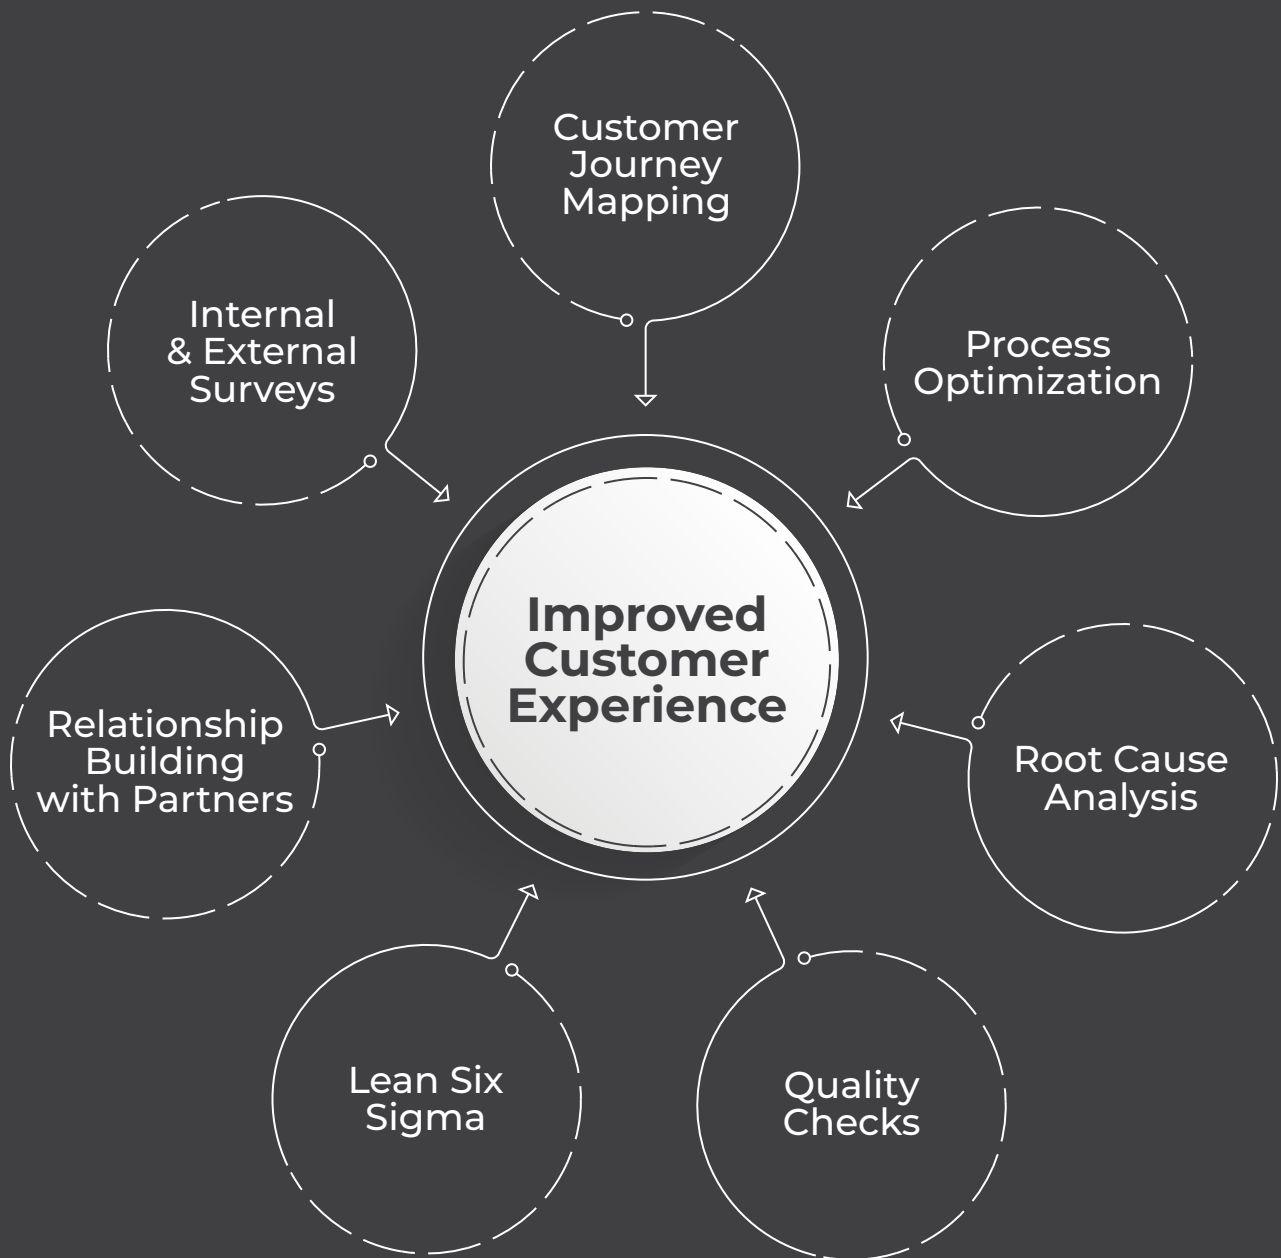 Customer
Journey
Mapping
Process
Optimization
Root Cause
Analysis
Quality
Checks
Lean Six
Sigma
Relationship
Building
with Partners
Internal
& External
Surveys
Improved
Customer
Experience